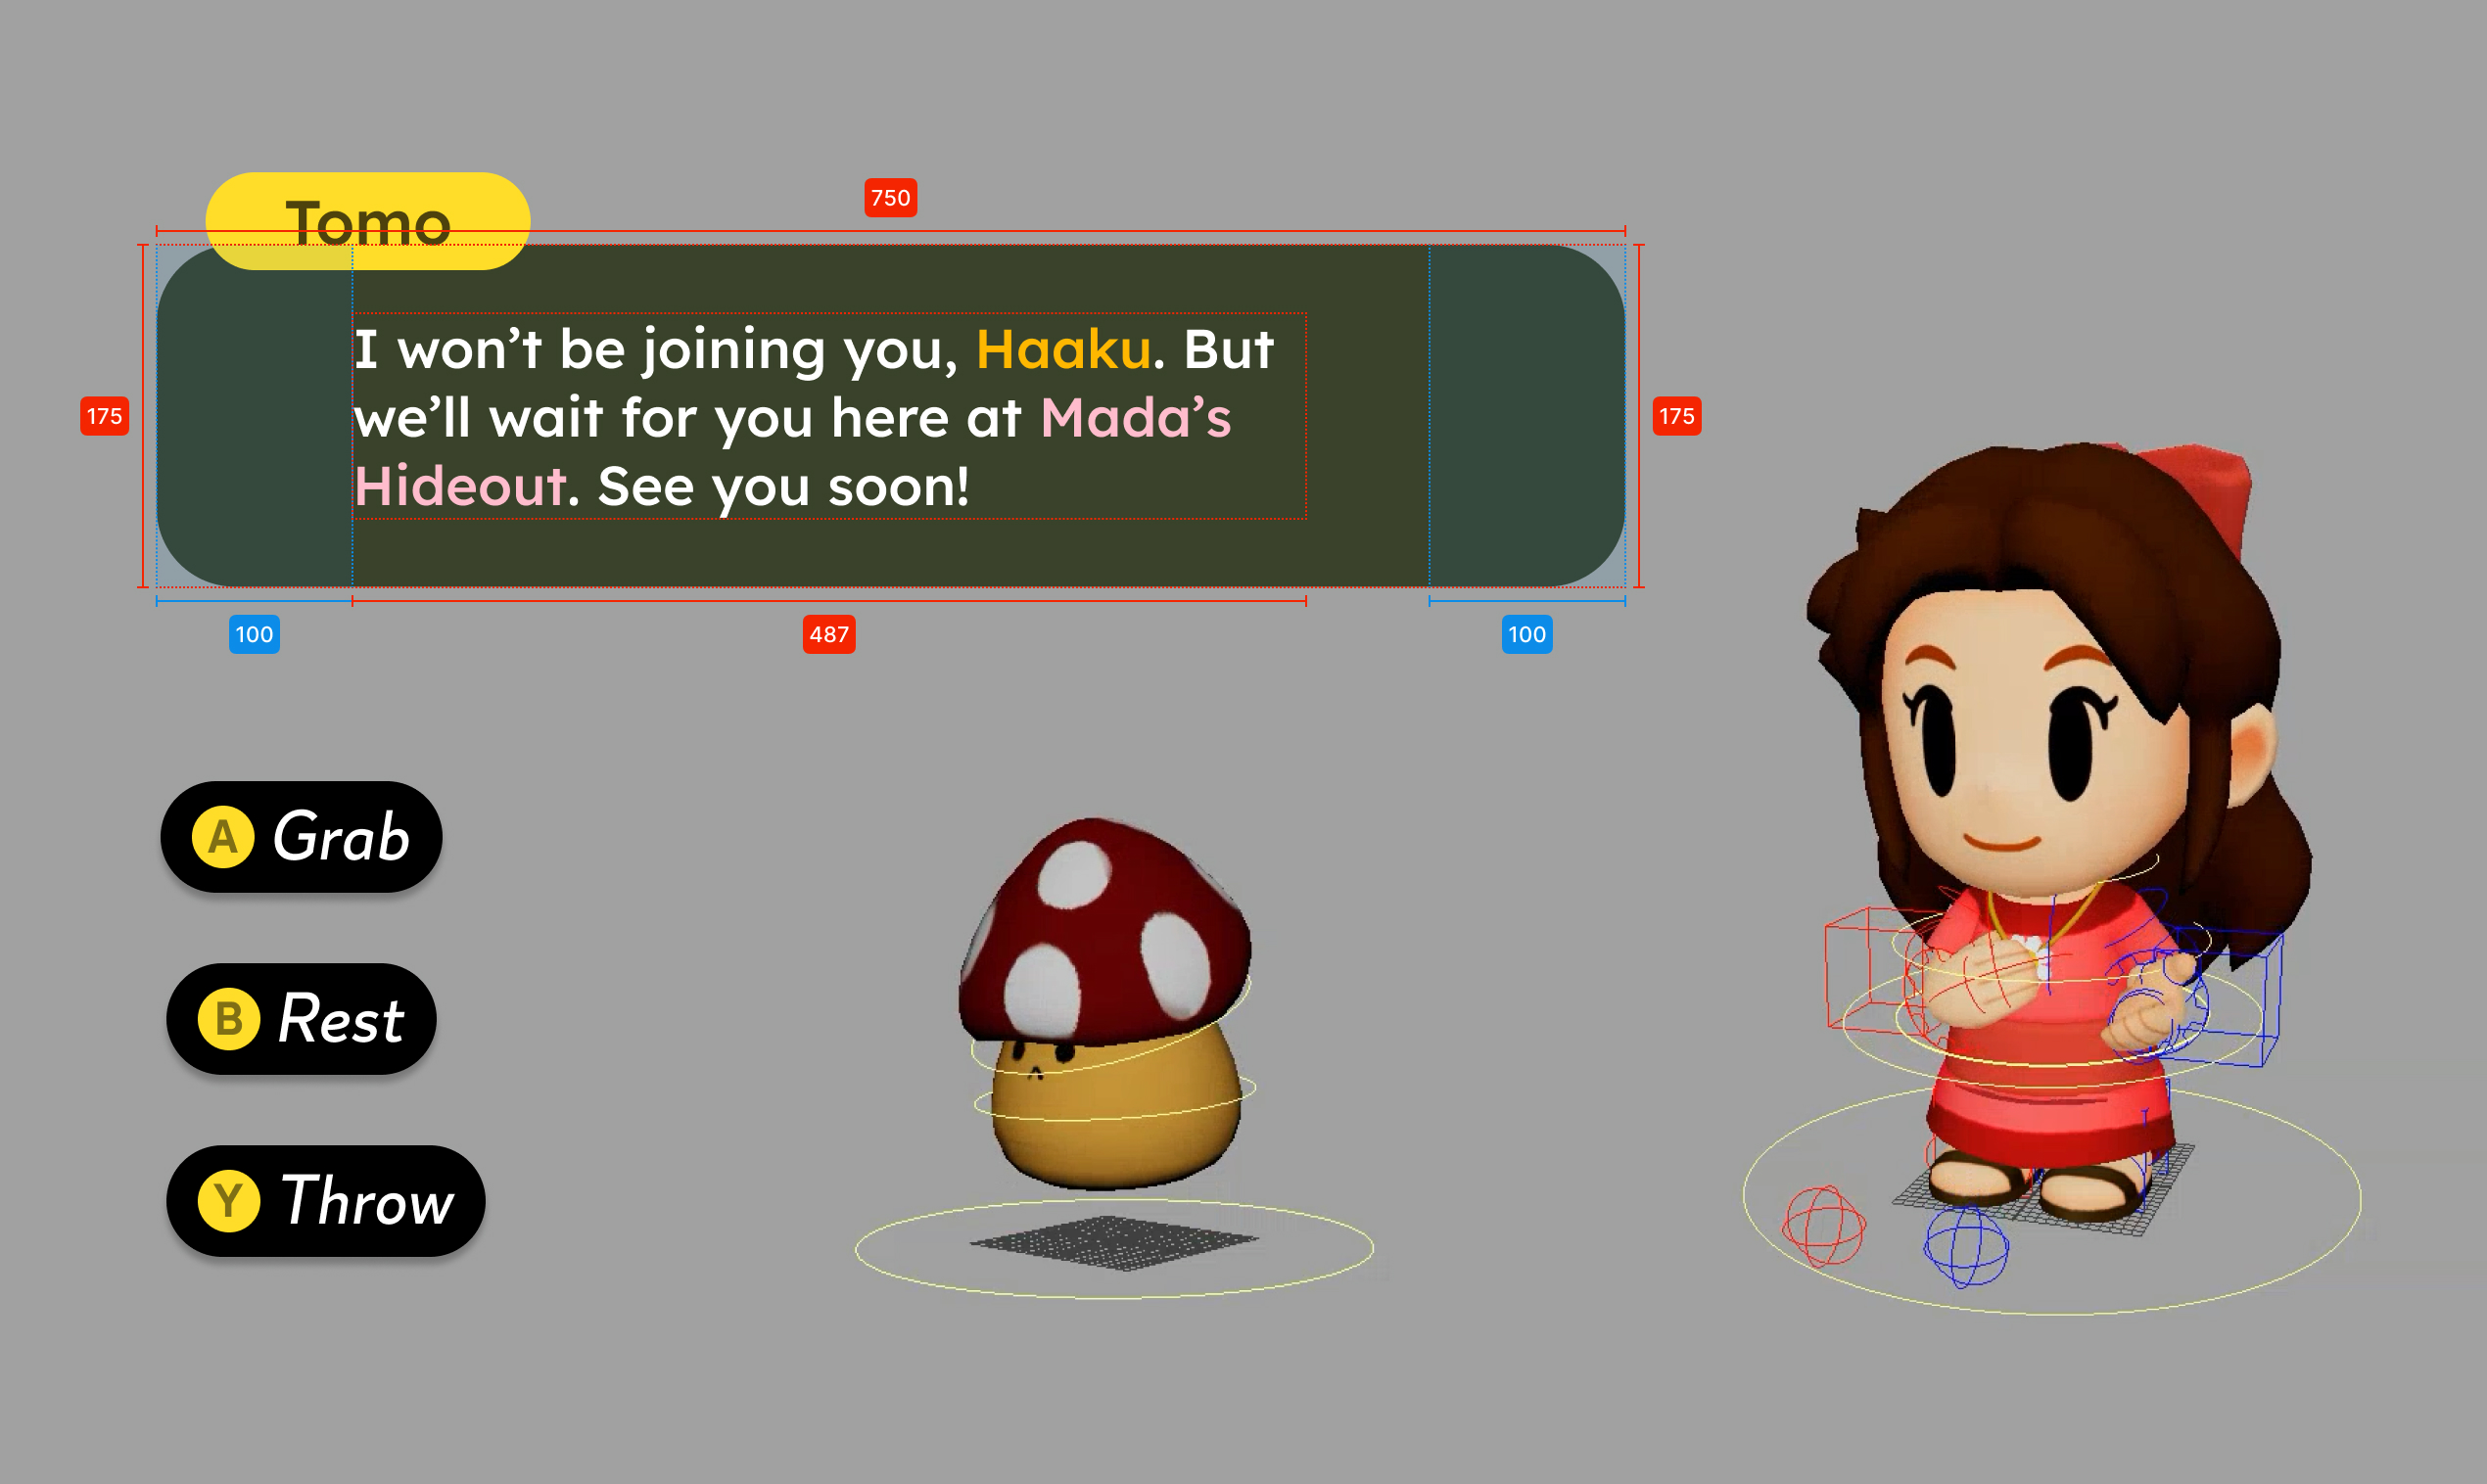 750
Tomo
175
I won’t be joining you, Haaku. But
we’ll wait for you here at Mada’s
Hideout. See you soon!
175
100
487
100
A Grab
B Rest
Y Throw